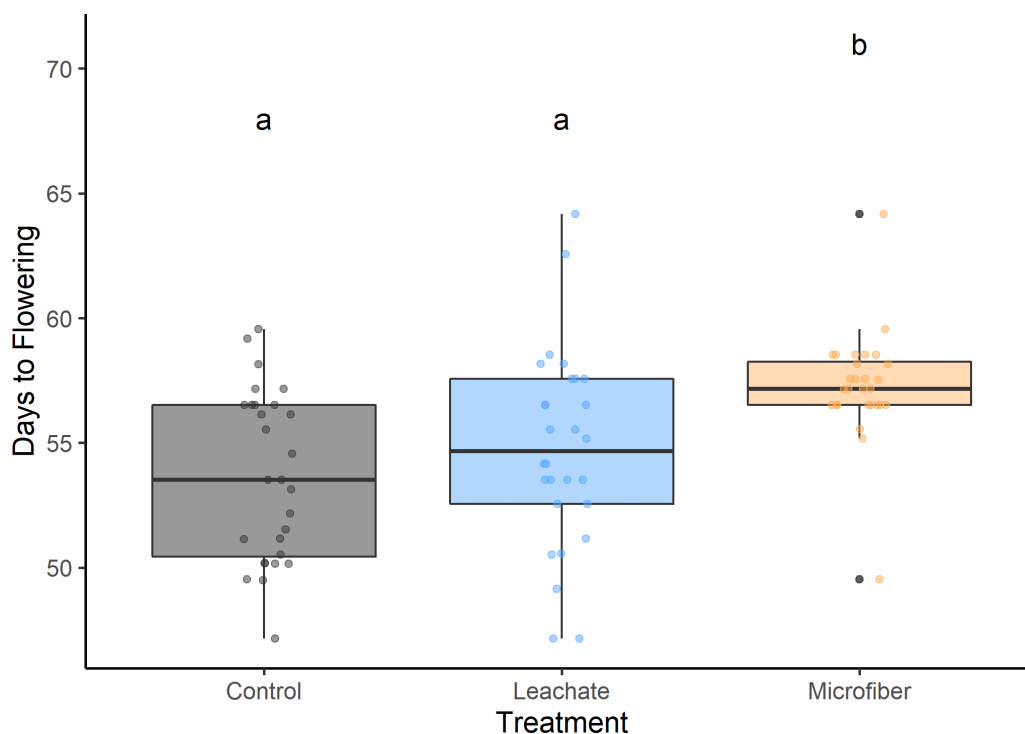 b
70
a a
65
Days to Flowering
60
55
50
Control Leachate Microfiber
Treatment